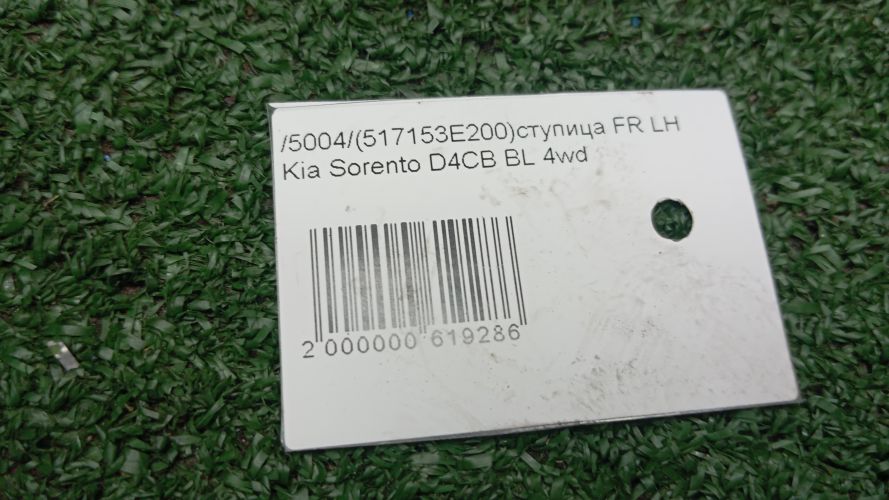 /5004/(517153E200)ступица FR LH
Kia Sorento D4CB BL 4wd
2 000000 619286